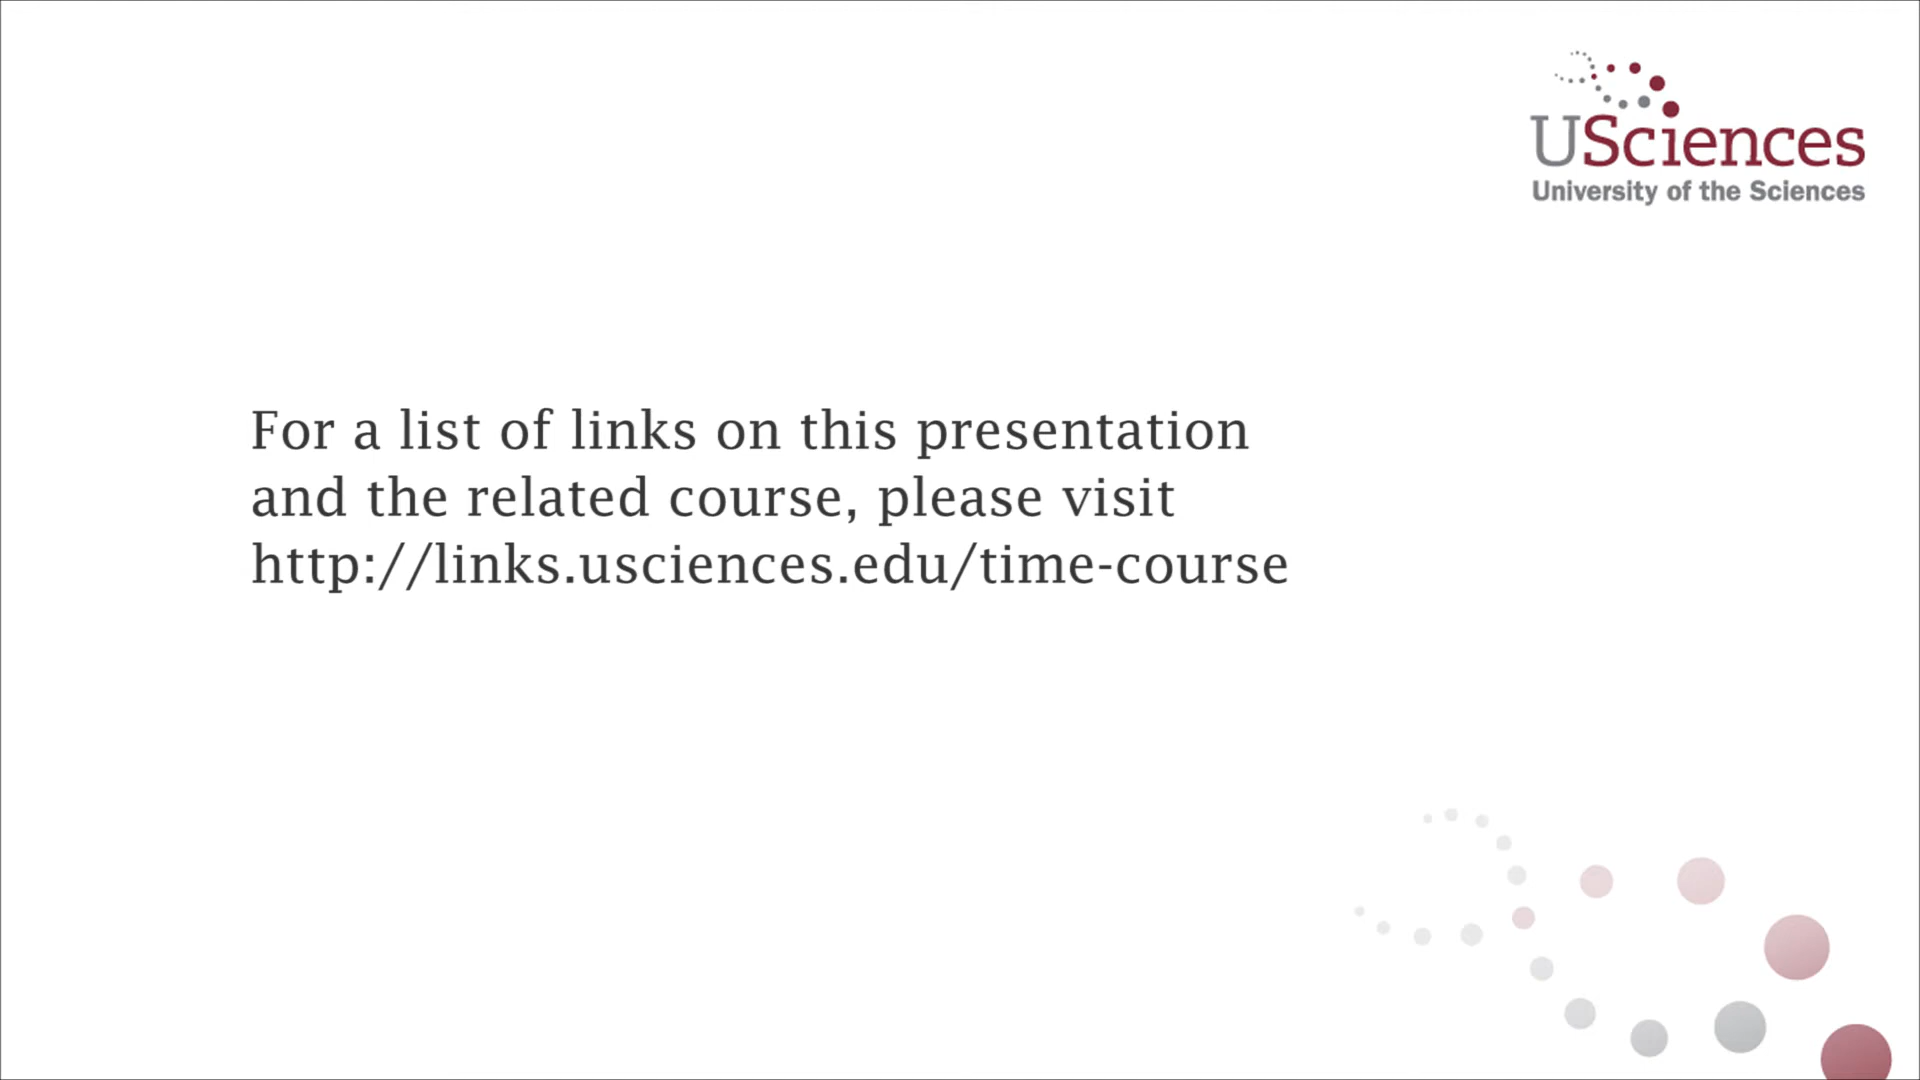 USciences
University of the Sciences
For a list of links on this presentation
and the related course, please visit
http://links.usciences.edu/time-course